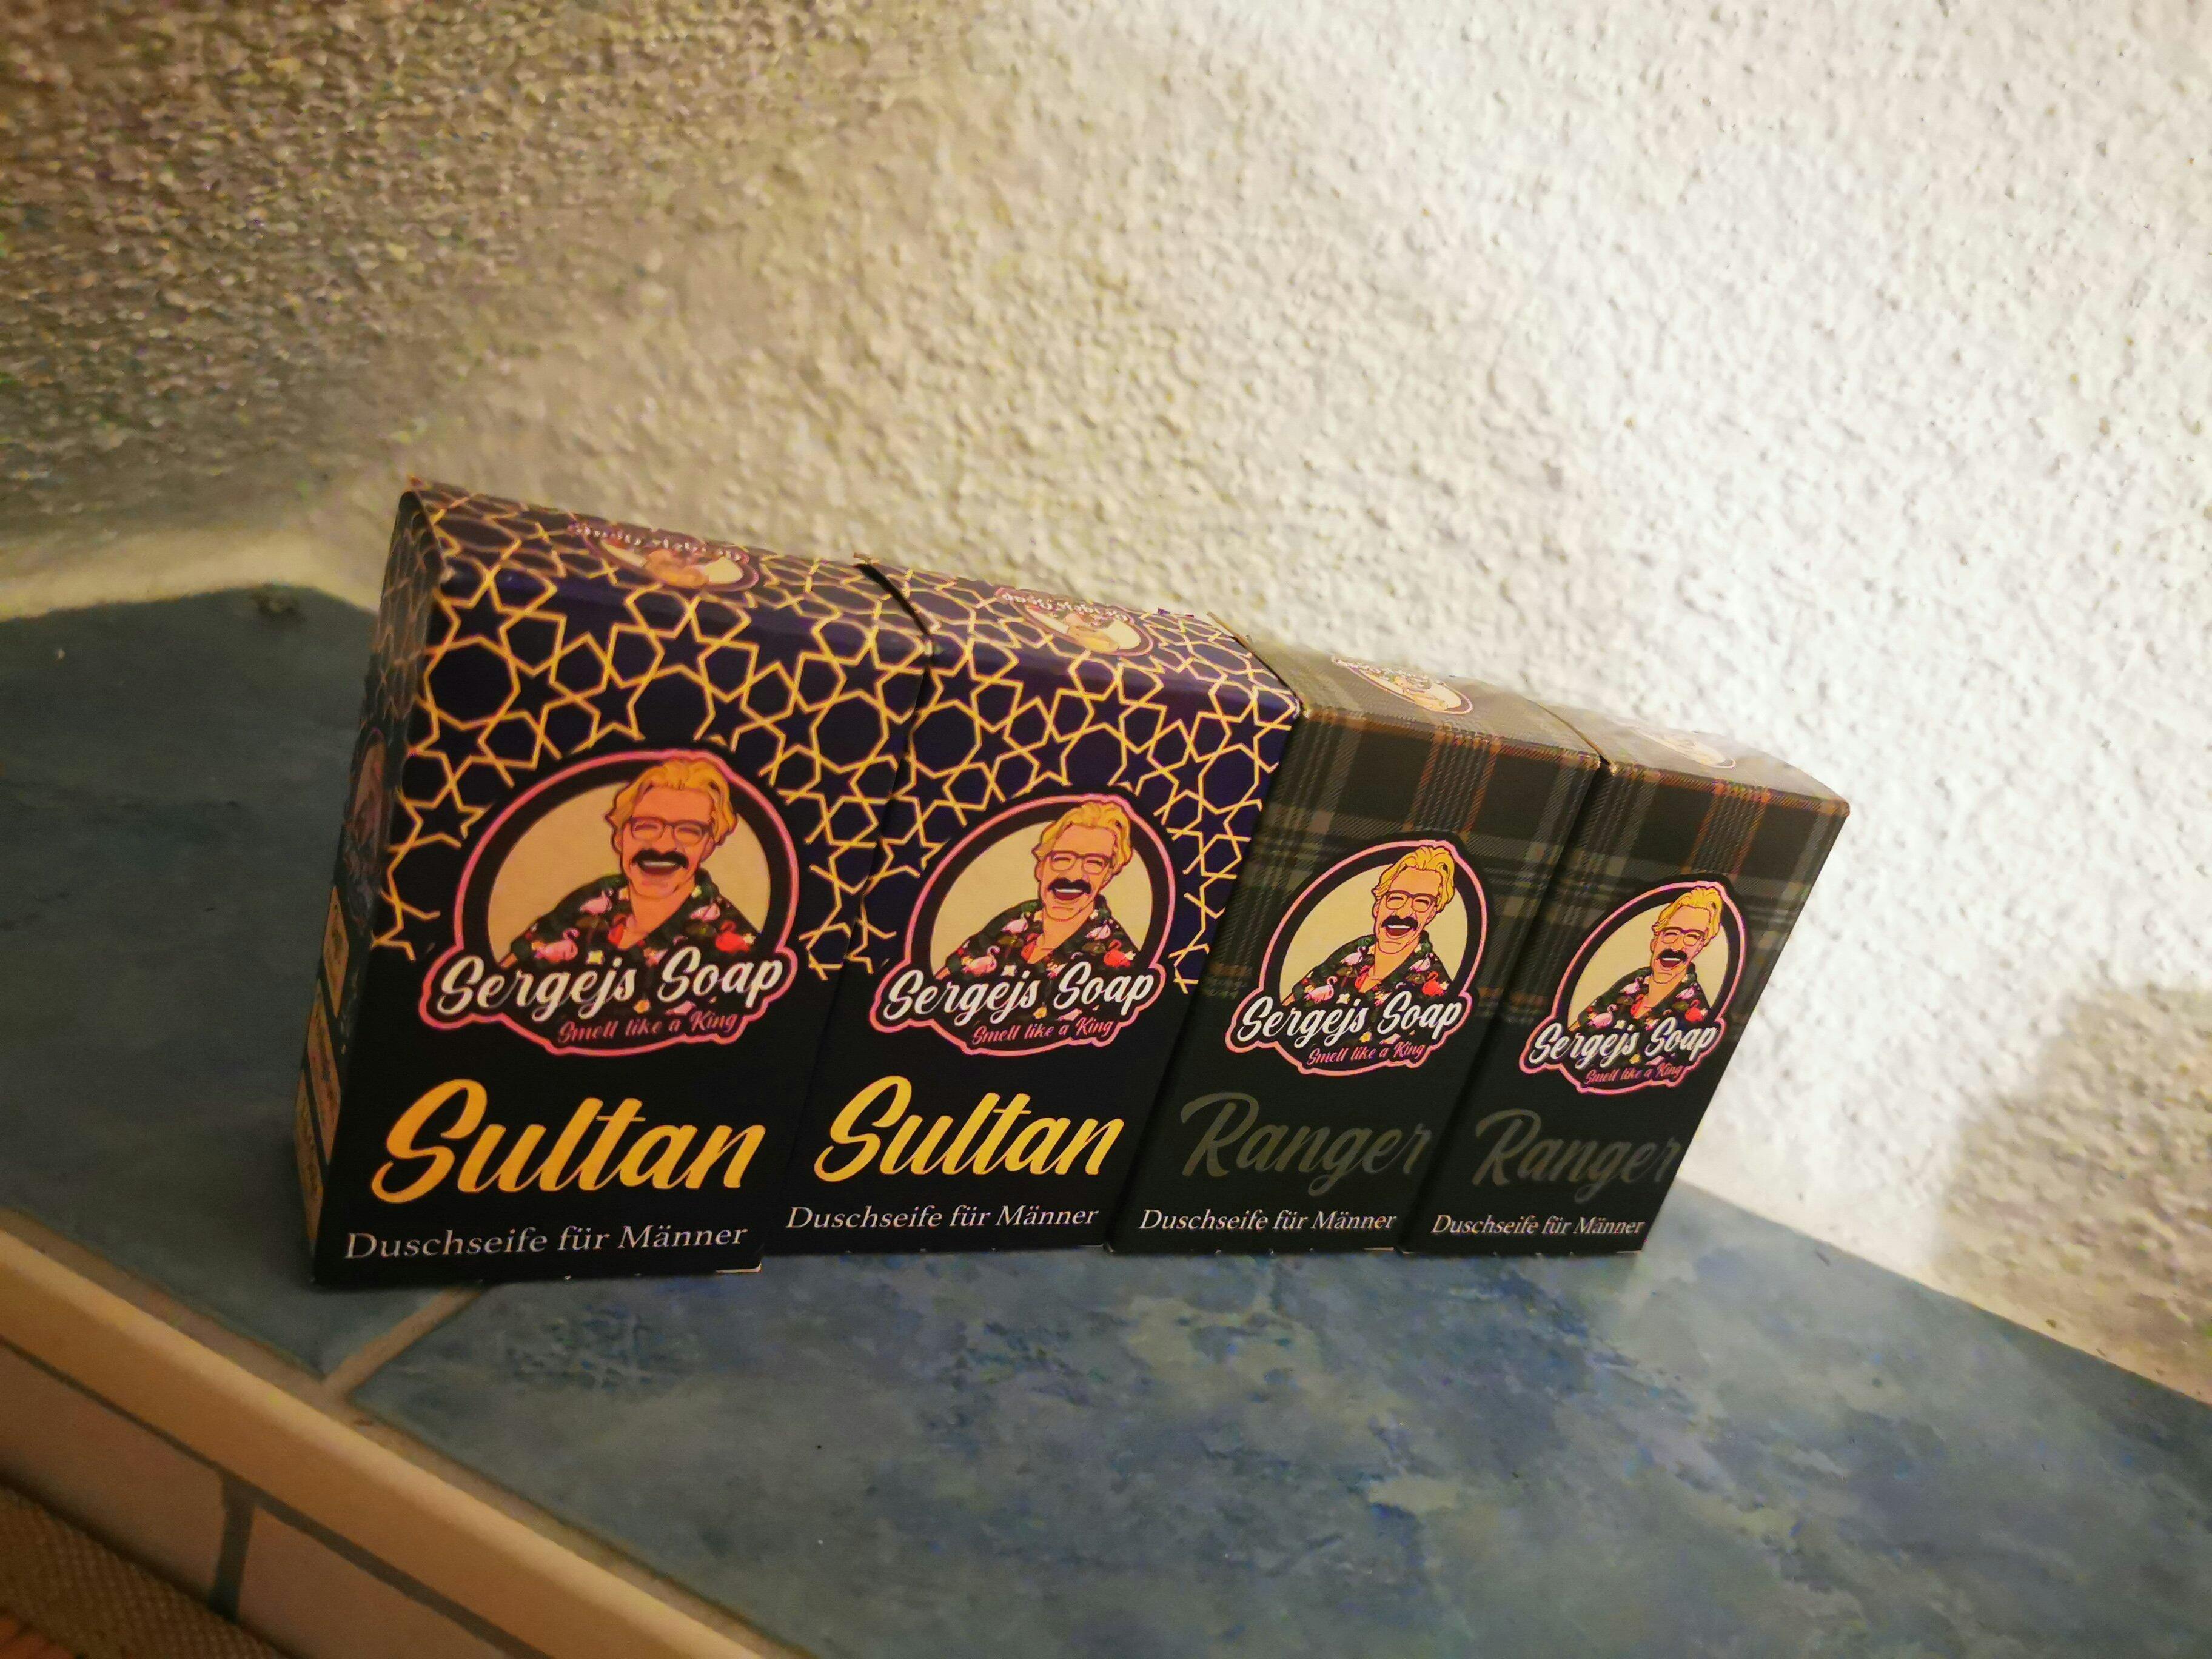 Sergejs Soap
Smell like a King
Sultan
Duschseife für Männer
Sergejs Soap
Smell like a King
Sultan
Duschseife für Männer
Sergejs Soap
Smell like a King
Ranger
Duschseife für Männer
Sergejs Soap
Smell like a King
Ranger
Duschseife für Männer